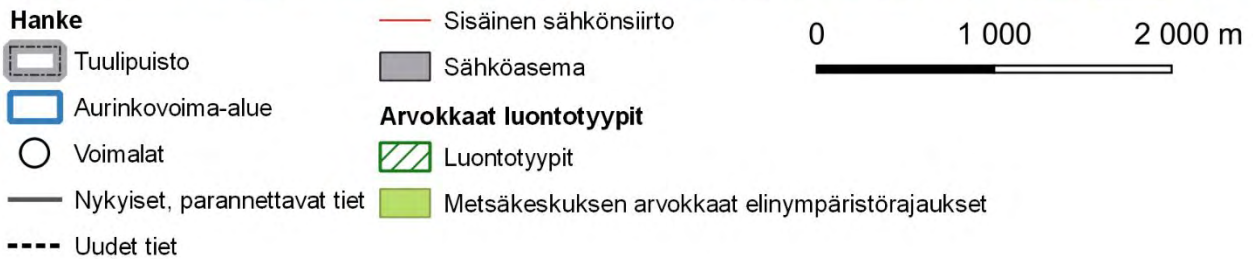 Hanke
Tuulipuisto
Aurinkovoima-alue
Voimalat
Nykyiset, parannettavat tiet
Uudet tiet
Sisäinen sähkönsiirto
Sähköasema
Arvokkaat luontotyypit
Luontotyypit
Metsäkeskuksen arvokkaat elinympäristörajaukset
0 1 000 2 000 m